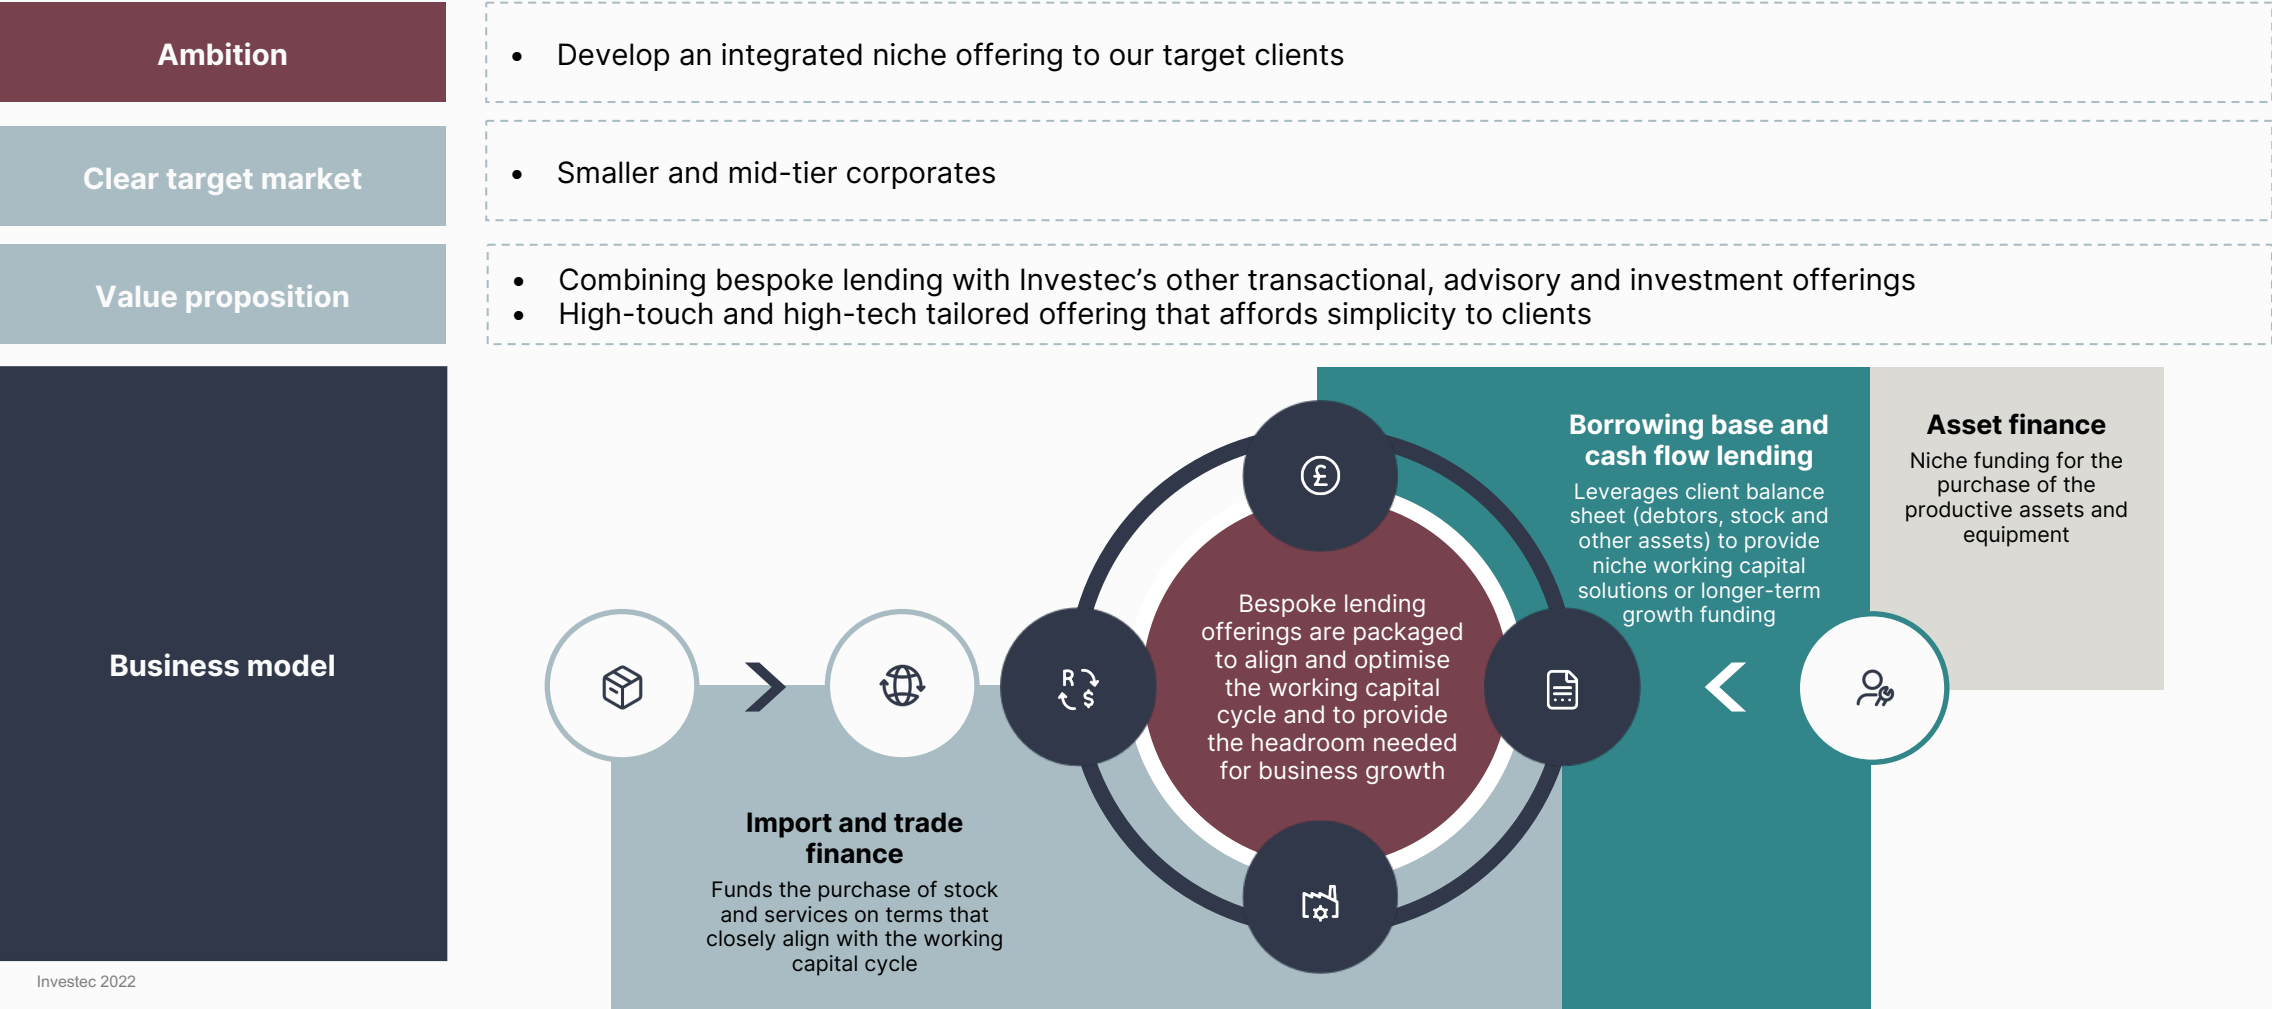 Ambition
• Develop an integrated niche offering to our target clients
Clear target market
• Smaller and mid-tier corporates
Value proposition
• Combining bespoke lending with Investec’s other transactional, advisory and investment offerings
• High-touch and high-tech tailored offering that affords simplicity to clients
Business model
Import and trade
finance
Funds the purchase of stock
and services on terms that
closely align with the working
capital cycle
R
$
£
Bespoke lending
offerings are packaged
to align and optimise
the working capital
cycle and to provide
the headroom needed
for business growth
Borrowing base and
cash flow lending
Leverages client balance
sheet (debtors, stock and
other assets) to provide
niche working capital
solutions or longer-term
growth funding
Asset finance
Niche funding for the
purchase of the
productive assets and
equipment
Investec 2022